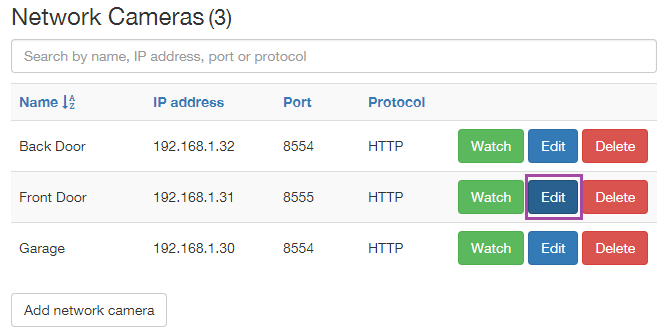 Network Cameras (3)
Search by name, IP address, port or protocol
Name IP address Port Protocol
Back Door 192.168.1.32 8554 HTTP Watch Edit Delete
Front Door 192.168.1.31 8555 HTTP Watch Edit Delete
Garage 192.168.1.30 8554 HTTP Watch Edit Delete
Add network camera